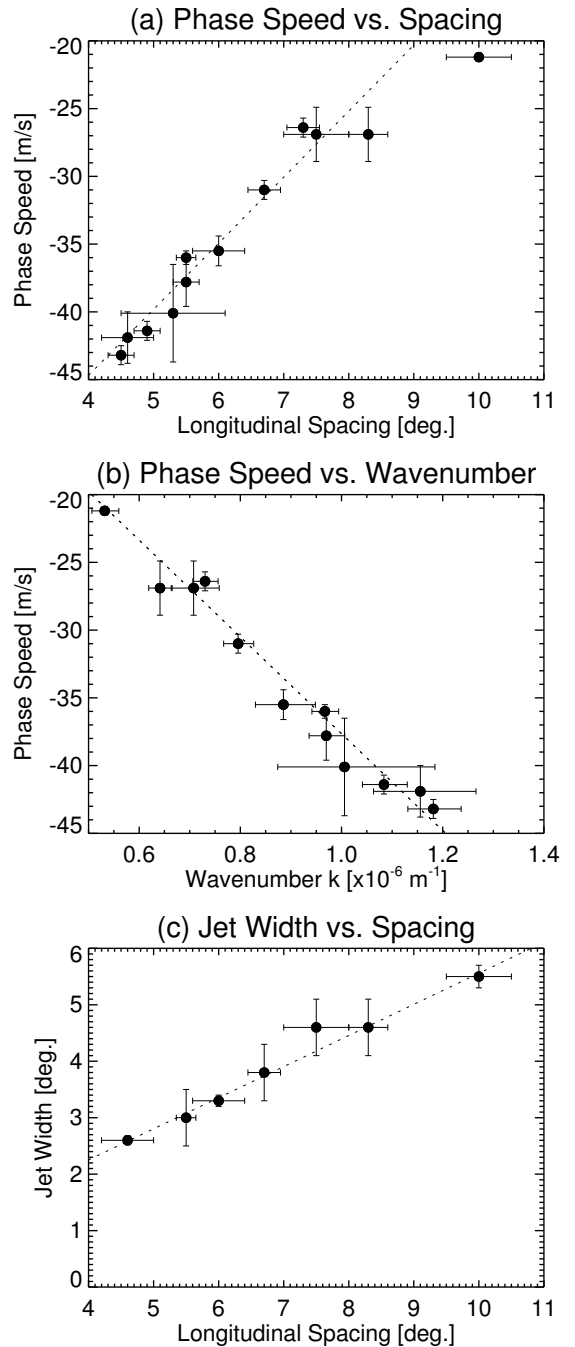 (a) Phase Speed vs. Spacing
-20
-25
-30
-35
-40
-45
Phase Speed [m/s]
4 5 6 7 8 9 10 11
Longitudinal Spacing [deg.]
(b) Phase Speed vs. Wavenumber
-20
-25
-30
-35
-40
-45
Phase Speed [m/s]
0.6 0.8 1.0 1.2 1.4
Wavenumber k [x10⁻⁶ m⁻¹]
(c) Jet Width vs. Spacing
6
5
4
3
2
1
0
Jet Width [deg.]
4 5 6 7 8 9 10 11
Longitudinal Spacing [deg.]